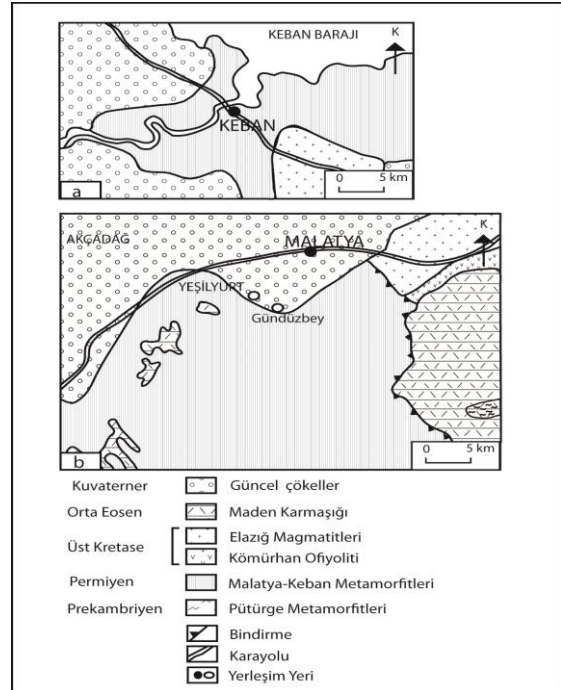 KEBAN BARAJI
K
KEBAN
a
0 5 km
K
AKÇADAĞ
MALATYA
YEŞİLYURT
Gündüzbey
b
0 5 km
Kuvaterner Güncel çökeller
Orta Eosen Maden Karmaşığı
Üst Kretase
Elazığ Magmatitleri
Kömürhan Ofiyoliti
Permiyen Malatya-Keban Metamorfitleri
Prekambriyen Pütürge Metamorfitleri
Bindirme
Karayolu
Yerleşim Yeri